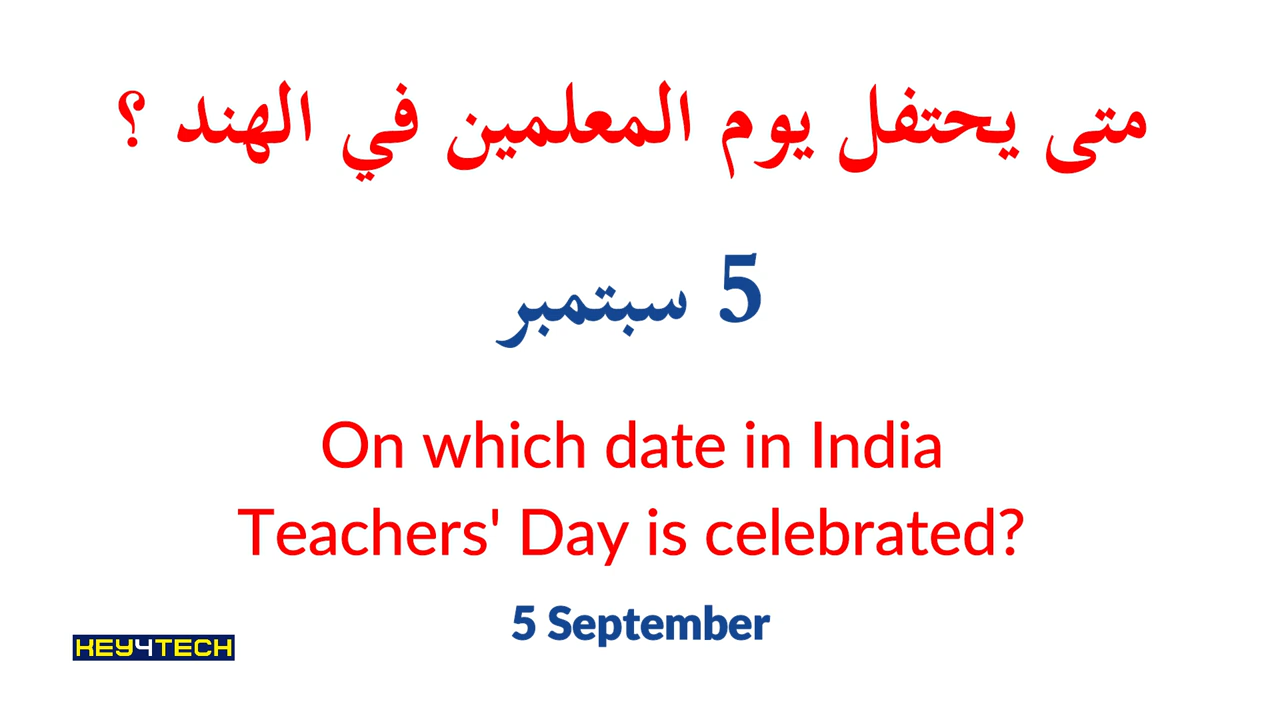 متى يحتفل يوم المعلمين في الهند ؟
5 سبتمبر
On which date in India
Teachers' Day is celebrated?
5 September
KEY4TECH